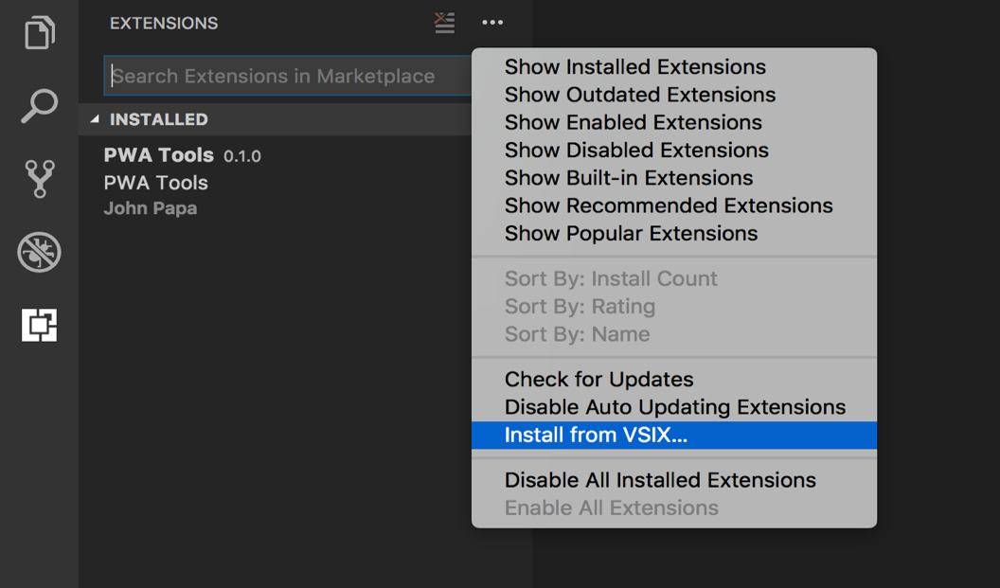 EXTENSIONS
Search Extensions in Marketplace
INSTALLED
PWA Tools 0.1.0
PWA Tools
John Papa
Show Installed Extensions
Show Outdated Extensions
Show Enabled Extensions
Show Disabled Extensions
Show Built-in Extensions
Show Recommended Extensions
Show Popular Extensions
Sort By: Install Count
Sort By: Rating
Sort By: Name
Check for Updates
Disable Auto Updating Extensions
Install from VSIX...
Disable All Installed Extensions
Enable All Extensions